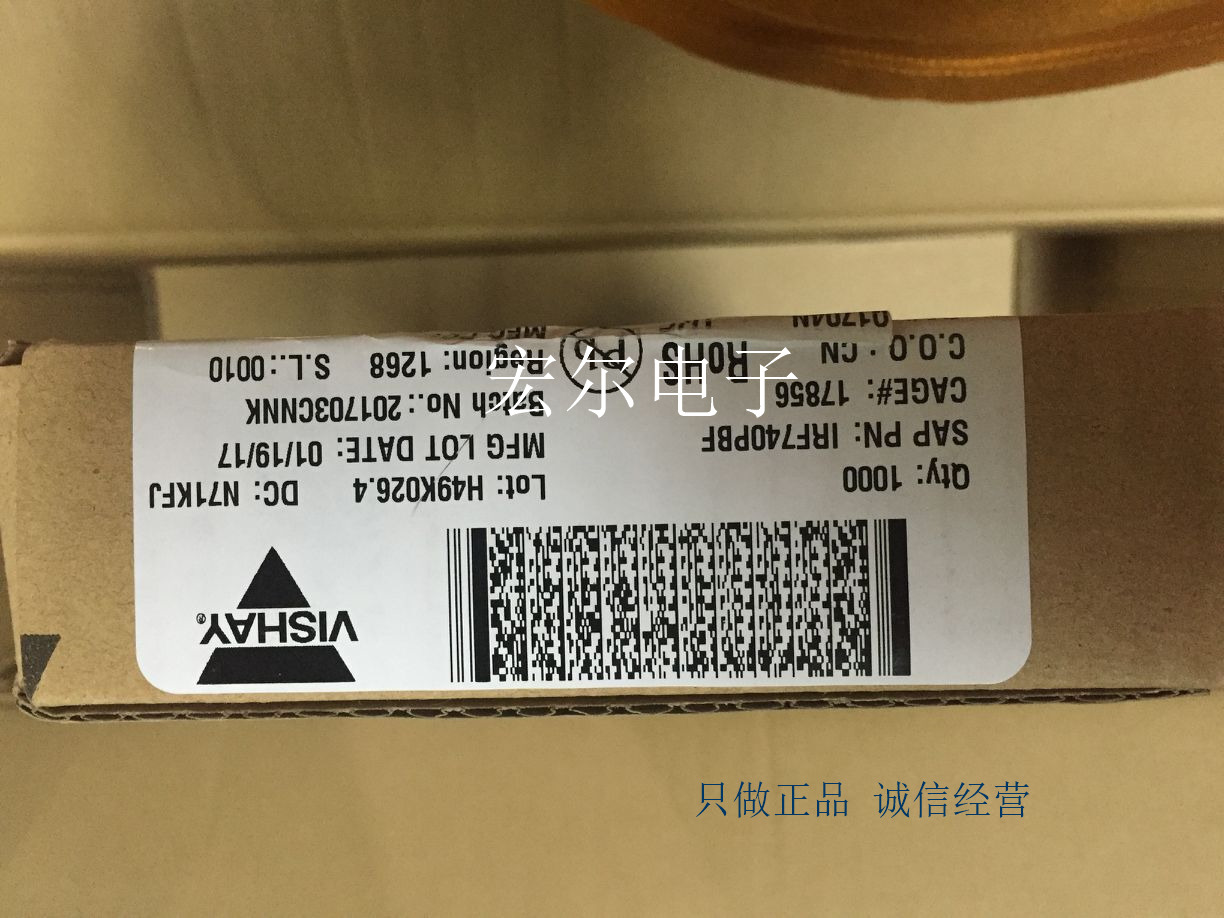 VISHAY®
Qty: 1000
SAP PN: IRF740PBF
CAGE#: 17856
C.O.O : CN
RoHS
Pb
Lot: H49K026.4 DC: N71KFJ
MFG LOT DATE: 01/19/17
Batch No.:201703CNNK
Region: 1268 S.L.:0010
宏尔电子
只做正品 诚信经营